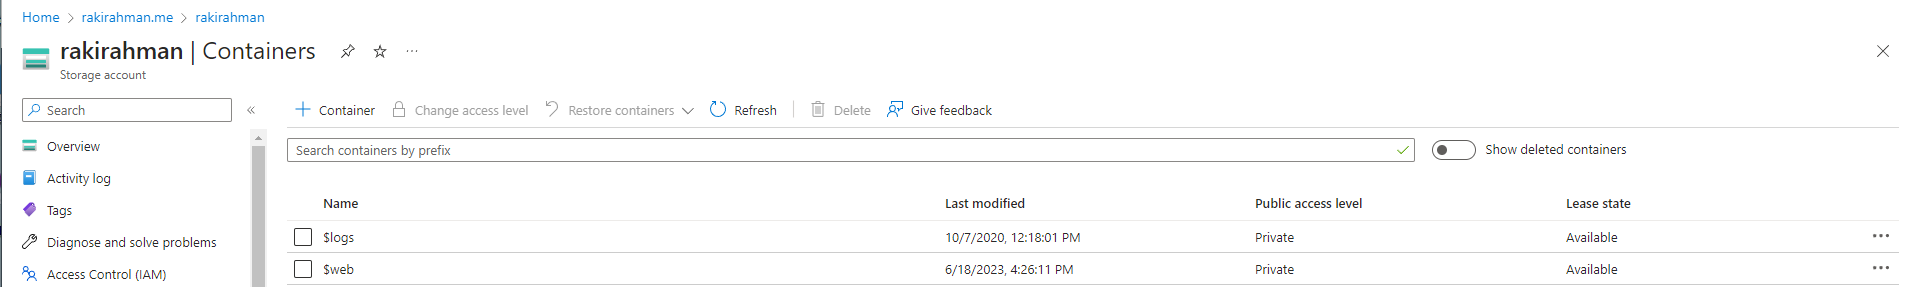 Home > rakirahman.me > rakirahman
rakirahman | Containers ...
Storage account
Search «
+ Container Change access level Restore containers Refresh Delete Give feedback
Overview
Search containers by prefix Show deleted containers
Activity log
Name Last modified Public access level Lease state
Tags
$logs 10/7/2020, 12:18:01 PM Private Available ...
Diagnose and solve problems
$web 6/18/2023, 4:26:11 PM Private Available ...
Access Control (IAM)